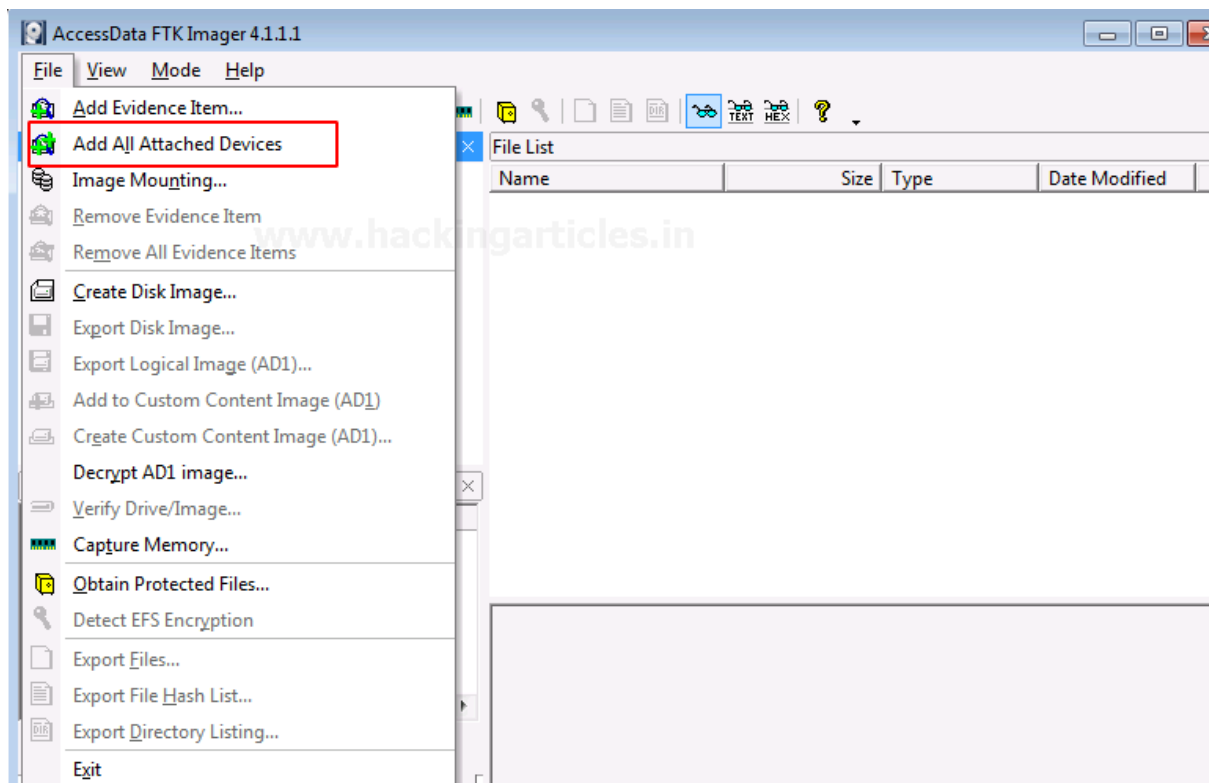 AccessData FTK Imager 4.1.1.1
File View Mode Help
Add Evidence Item...
Add All Attached Devices
Image Mounting...
Remove Evidence Item
Remove All Evidence Items
Create Disk Image...
Export Disk Image...
Export Logical Image (AD1)...
Add to Custom Content Image (AD1)
Create Custom Content Image (AD1)...
Decrypt AD1 image...
Verify Drive/Image...
Capture Memory...
Obtain Protected Files...
Detect EFS Encryption
Export Files...
Export File Hash List...
DIR
Export Directory Listing...
Exit
DIR
TEXT
HEX
File List
Name Size Type Date Modified
www.hackingarticles.in